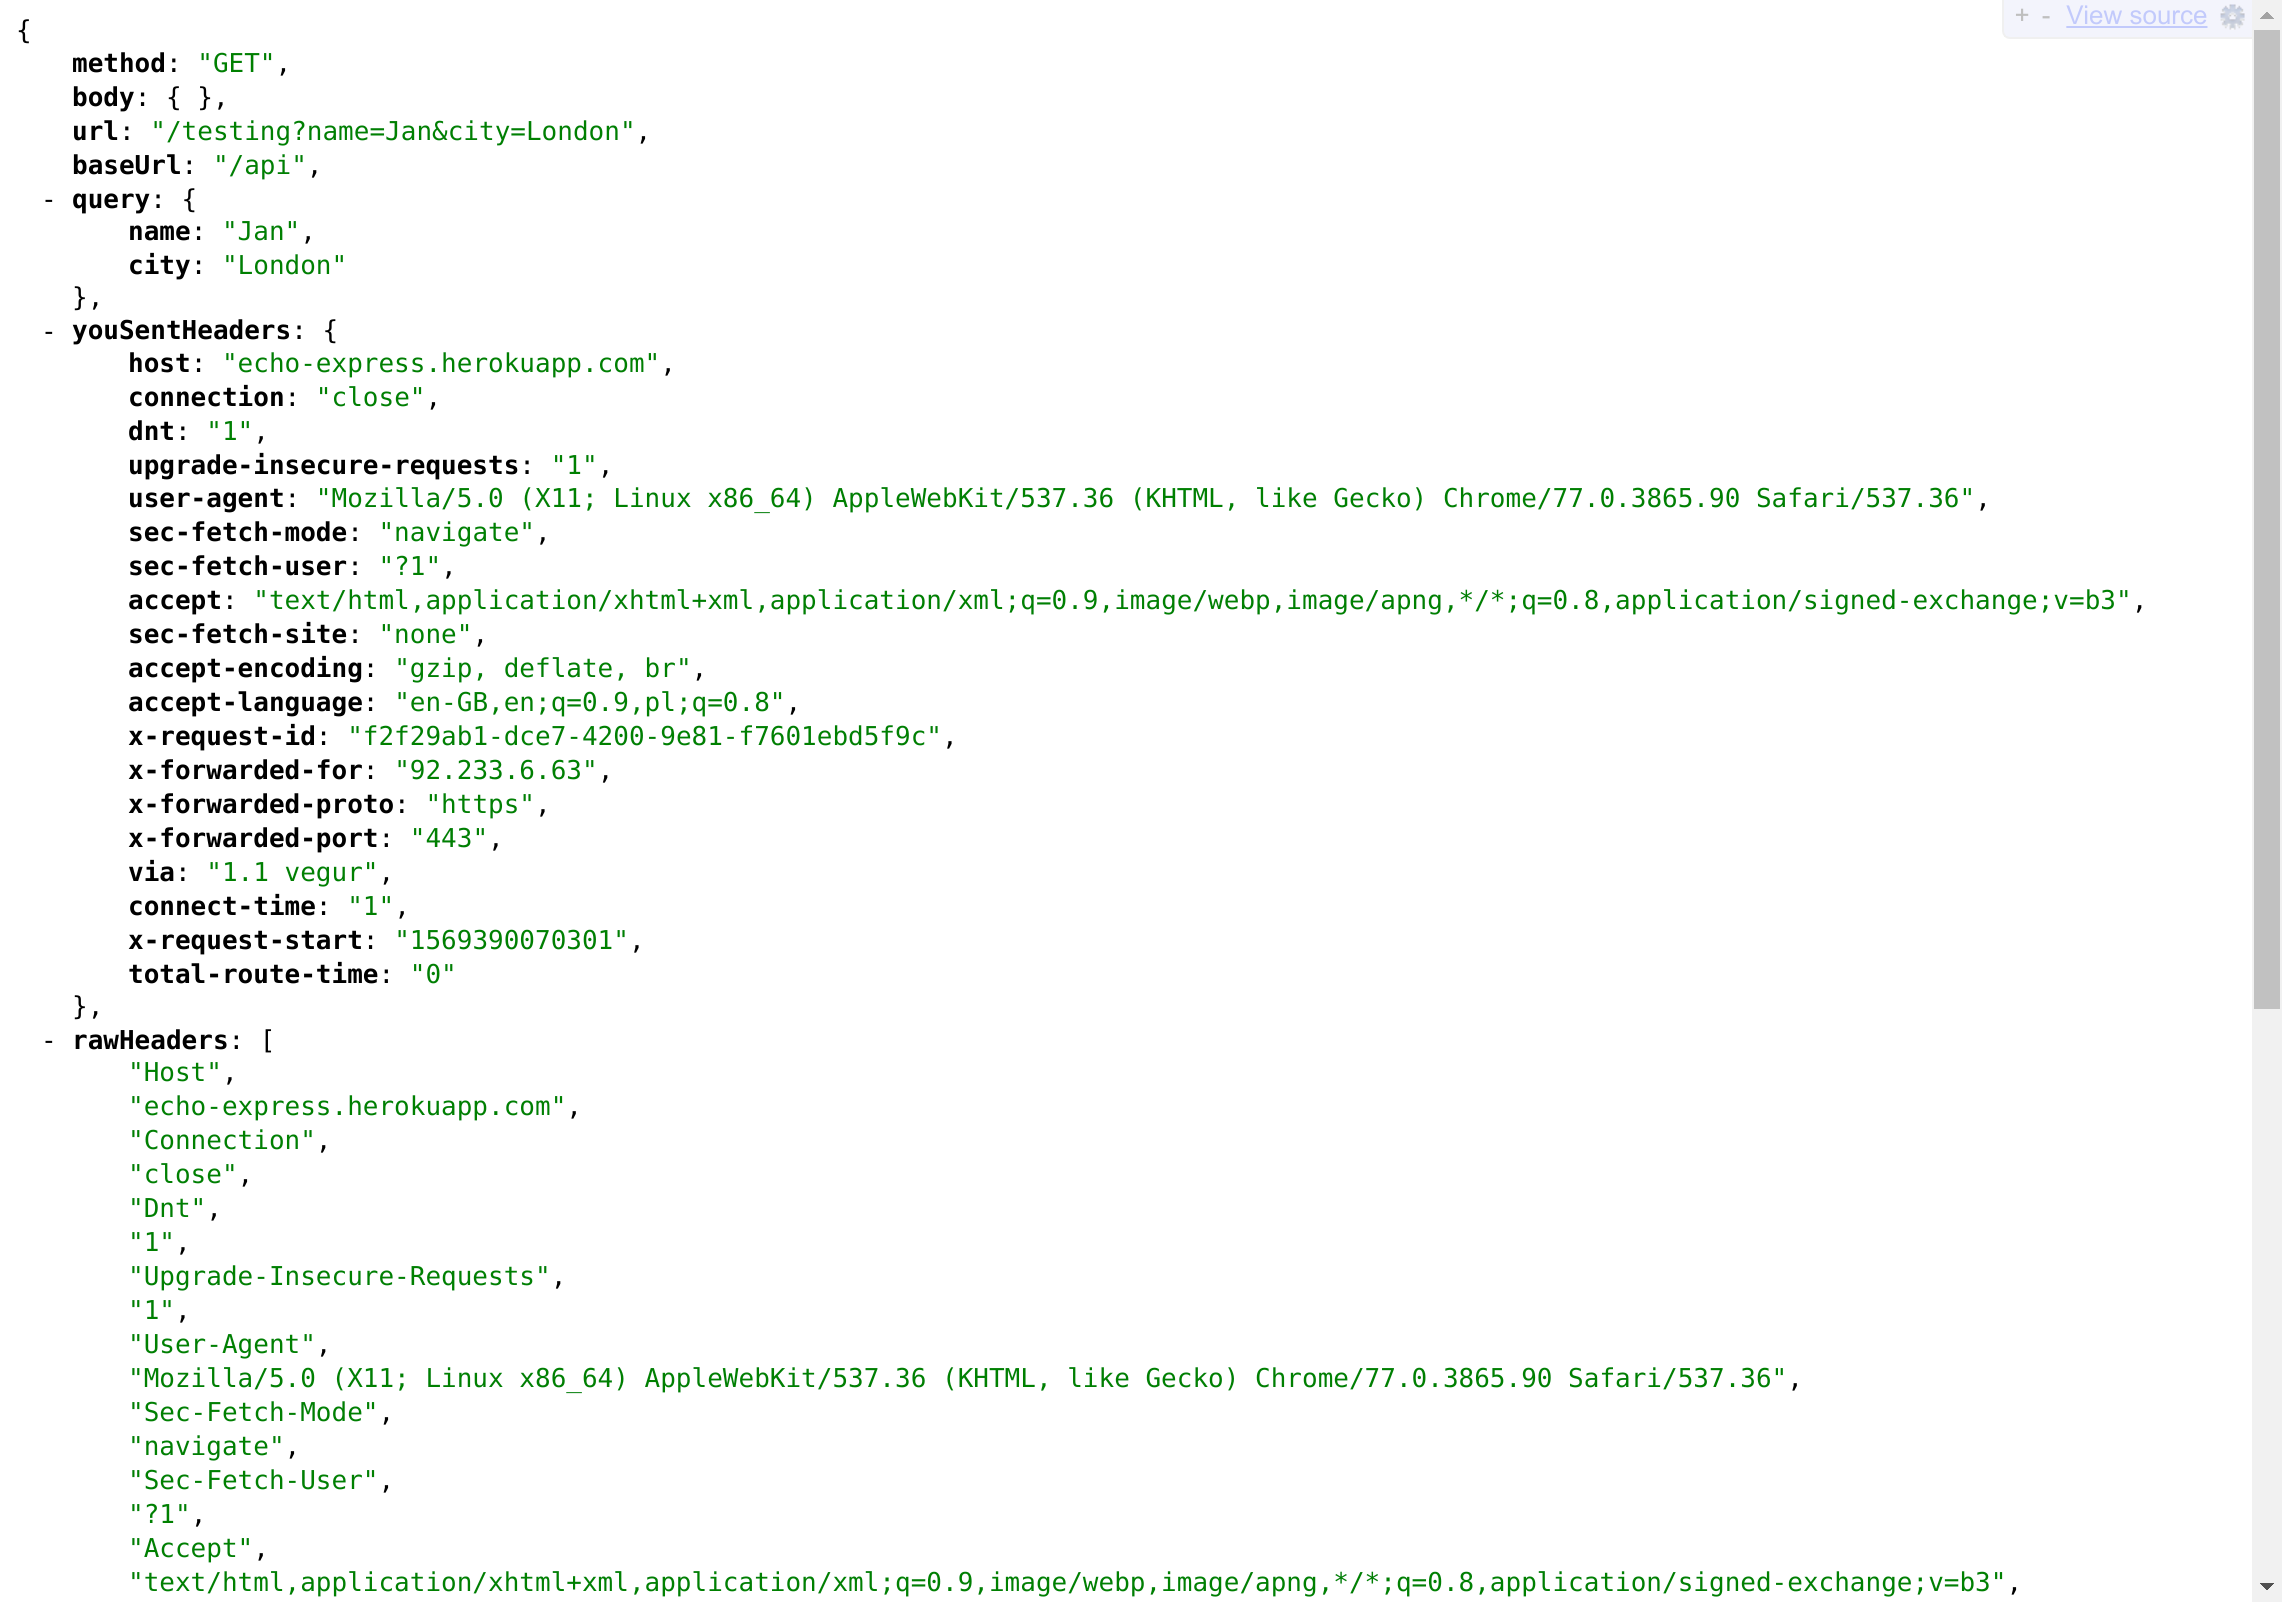 + - View source
{
method: "GET",
body: { },
url: "/testing?name=Jan&city=London",
baseUrl: "/api",
- query: {
name: "Jan",
city: "London"
},
- youSentHeaders: {
host: "echo-express.herokuapp.com",
connection: "close",
dnt: "1",
upgrade-insecure-requests: "1",
user-agent: "Mozilla/5.0 (X11; Linux x86_64) AppleWebKit/537.36 (KHTML, like Gecko) Chrome/77.0.3865.90 Safari/537.36",
sec-fetch-mode: "navigate",
sec-fetch-user: "?1",
accept: "text/html,application/xhtml+xml,application/xml;q=0.9,image/webp,image/apng,*/*;q=0.8,application/signed-exchange;v=b3",
sec-fetch-site: "none",
accept-encoding: "gzip, deflate, br",
accept-language: "en-GB,en;q=0.9,pl;q=0.8",
x-request-id: "f2f29ab1-dce7-4200-9e81-f7601ebd5f9c",
x-forwarded-for: "92.233.6.63",
x-forwarded-proto: "https",
x-forwarded-port: "443",
via: "1.1 vegur",
connect-time: "1",
x-request-start: "1569390070301",
total-route-time: "0"
},
- rawHeaders: [
"Host",
"echo-express.herokuapp.com",
"Connection",
"close",
"Dnt",
"1",
"Upgrade-Insecure-Requests",
"1",
"User-Agent",
"Mozilla/5.0 (X11; Linux x86_64) AppleWebKit/537.36 (KHTML, like Gecko) Chrome/77.0.3865.90 Safari/537.36",
"Sec-Fetch-Mode",
"navigate",
"Sec-Fetch-User",
"?1",
"Accept",
"text/html,application/xhtml+xml,application/xml;q=0.9,image/webp,image/apng,*/*;q=0.8,application/signed-exchange;v=b3",